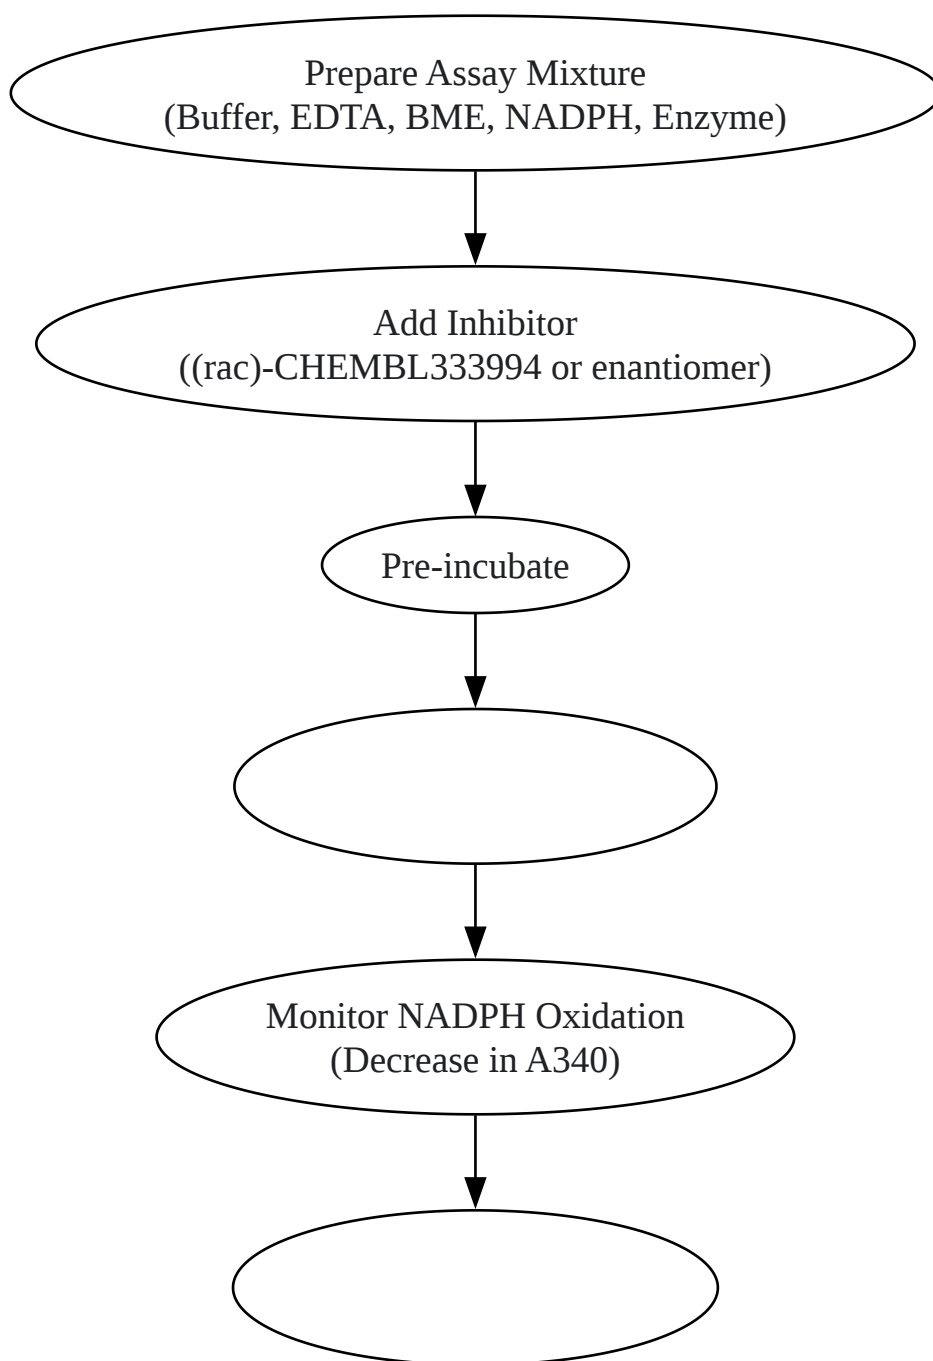 Prepare Assay Mixture
(Buffer, EDTA, BME, NADPH, Enzyme)
Add Inhibitor
((rac)-CHEMBL333994 or enantiomer)
Pre-incubate
Monitor NADPH Oxidation
(Decrease in A340)